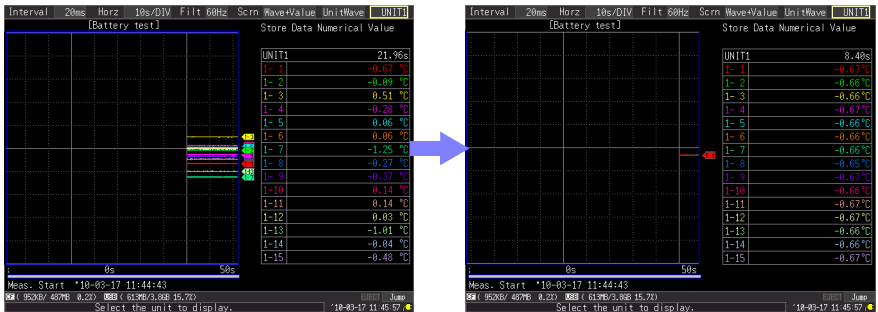 Interval 20ms Horz 10s/DIV Filt 60Hz Scrn Wave+Value UnitWave UNIT1
[Battery test]
Store Data Numerical Value
UNIT1 21.96s
1- 1 -0.67 °C
1- 2 -0.09 °C
1- 3 0.51 °C
1- 4 -0.28 °C
1- 5 0.06 °C
1- 6 0.06 °C
1- 7 -1.25 °C
1- 8 -0.27 °C
1- 9 -0.37 °C
1-10 0.14 °C
1-11 0.14 °C
1-12 0.03 °C
1-13 -1.01 °C
1-14 -0.04 °C
1-15 -0.48 °C
0s 50s
Meas. Start '10-03-17 11:44:43
CF ( 952KB/ 487MB 0.2%) USB ( 613MB/3.8GB 15.7%) EJECT Jump
Select the unit to display. '10-03-17 11:45:57
Interval 20ms Horz 10s/DIV Filt 60Hz Scrn Wave+Value UnitWave UNIT1
[Battery test]
Store Data Numerical Value
UNIT1 8.40s
1- 1 -0.67°C
1- 2 -0.66°C
1- 3 -0.66°C
1- 4 -0.67°C
1- 5 -0.66°C
1- 6 -0.66°C
1- 7 -0.66°C
1- 8 -0.65°C
1- 9 -0.67°C
1-10 -0.66°C
1-11 -0.67°C
1-12 -0.67°C
1-13 -0.66°C
1-14 -0.66°C
1-15 -0.67°C
1-1
0s 50s
Meas. Start '10-03-17 11:44:43
CF ( 952KB/ 487MB 0.2%) USB ( 613MB/3.8GB 15.7%) EJECT Jump
Select the unit to display. '10-03-17 11:45:57